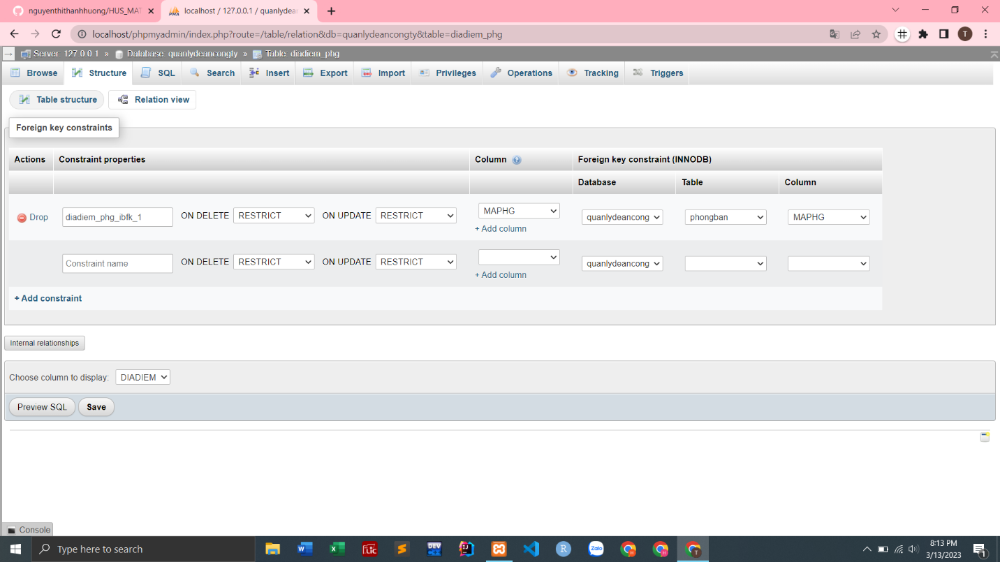 nguyenthithanhhuong/HUS_MAT
localhost / 127.0.0.1 / quanlydean
localhost/phpmyadmin/index.php?route=/table/relation&db=quanlydeancongty&table=diadiem_phg
T
Server: 127.0.0.1 » Database: quanlydeancongty » Table: diadiem_phg
Browse Structure SQL Search Insert Export Import Privileges Operations Tracking Triggers
Table structure Relation view
Foreign key constraints
Actions Constraint properties Column Foreign key constraint (INNODB)
Database Table Column
Drop diadiem_phg_ibfk_1 ON DELETE RESTRICT ON UPDATE RESTRICT MAPHG quanlydeancong phongban MAPHG
+ Add column
Constraint name ON DELETE RESTRICT ON UPDATE RESTRICT quanlydeancong
+ Add column
+ Add constraint
Internal relationships
Choose column to display: DIADIEM
Preview SQL Save
Console
Type here to search
8:13 PM
3/13/2023
1